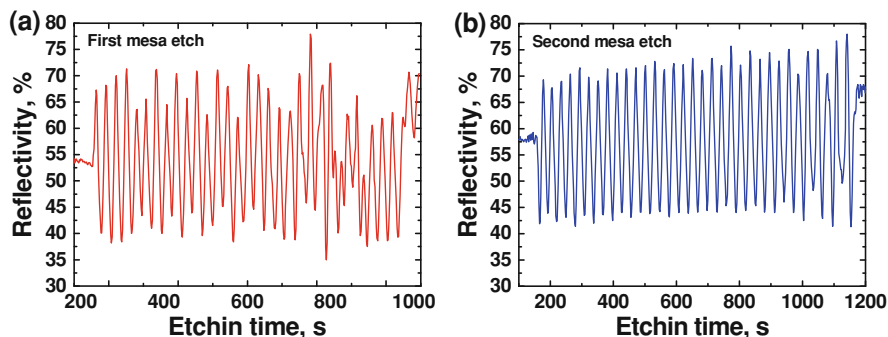 (a)
First mesa etch
Reflectivity, %
80
75
70
65
60
55
50
45
40
35
30
200 400 600 800 1000
Etchin time, s
(b)
Second mesa etch
Reflectivity, %
80
75
70
65
60
55
50
45
40
35
30
200 400 600 800 1000 1200
Etchin time, s